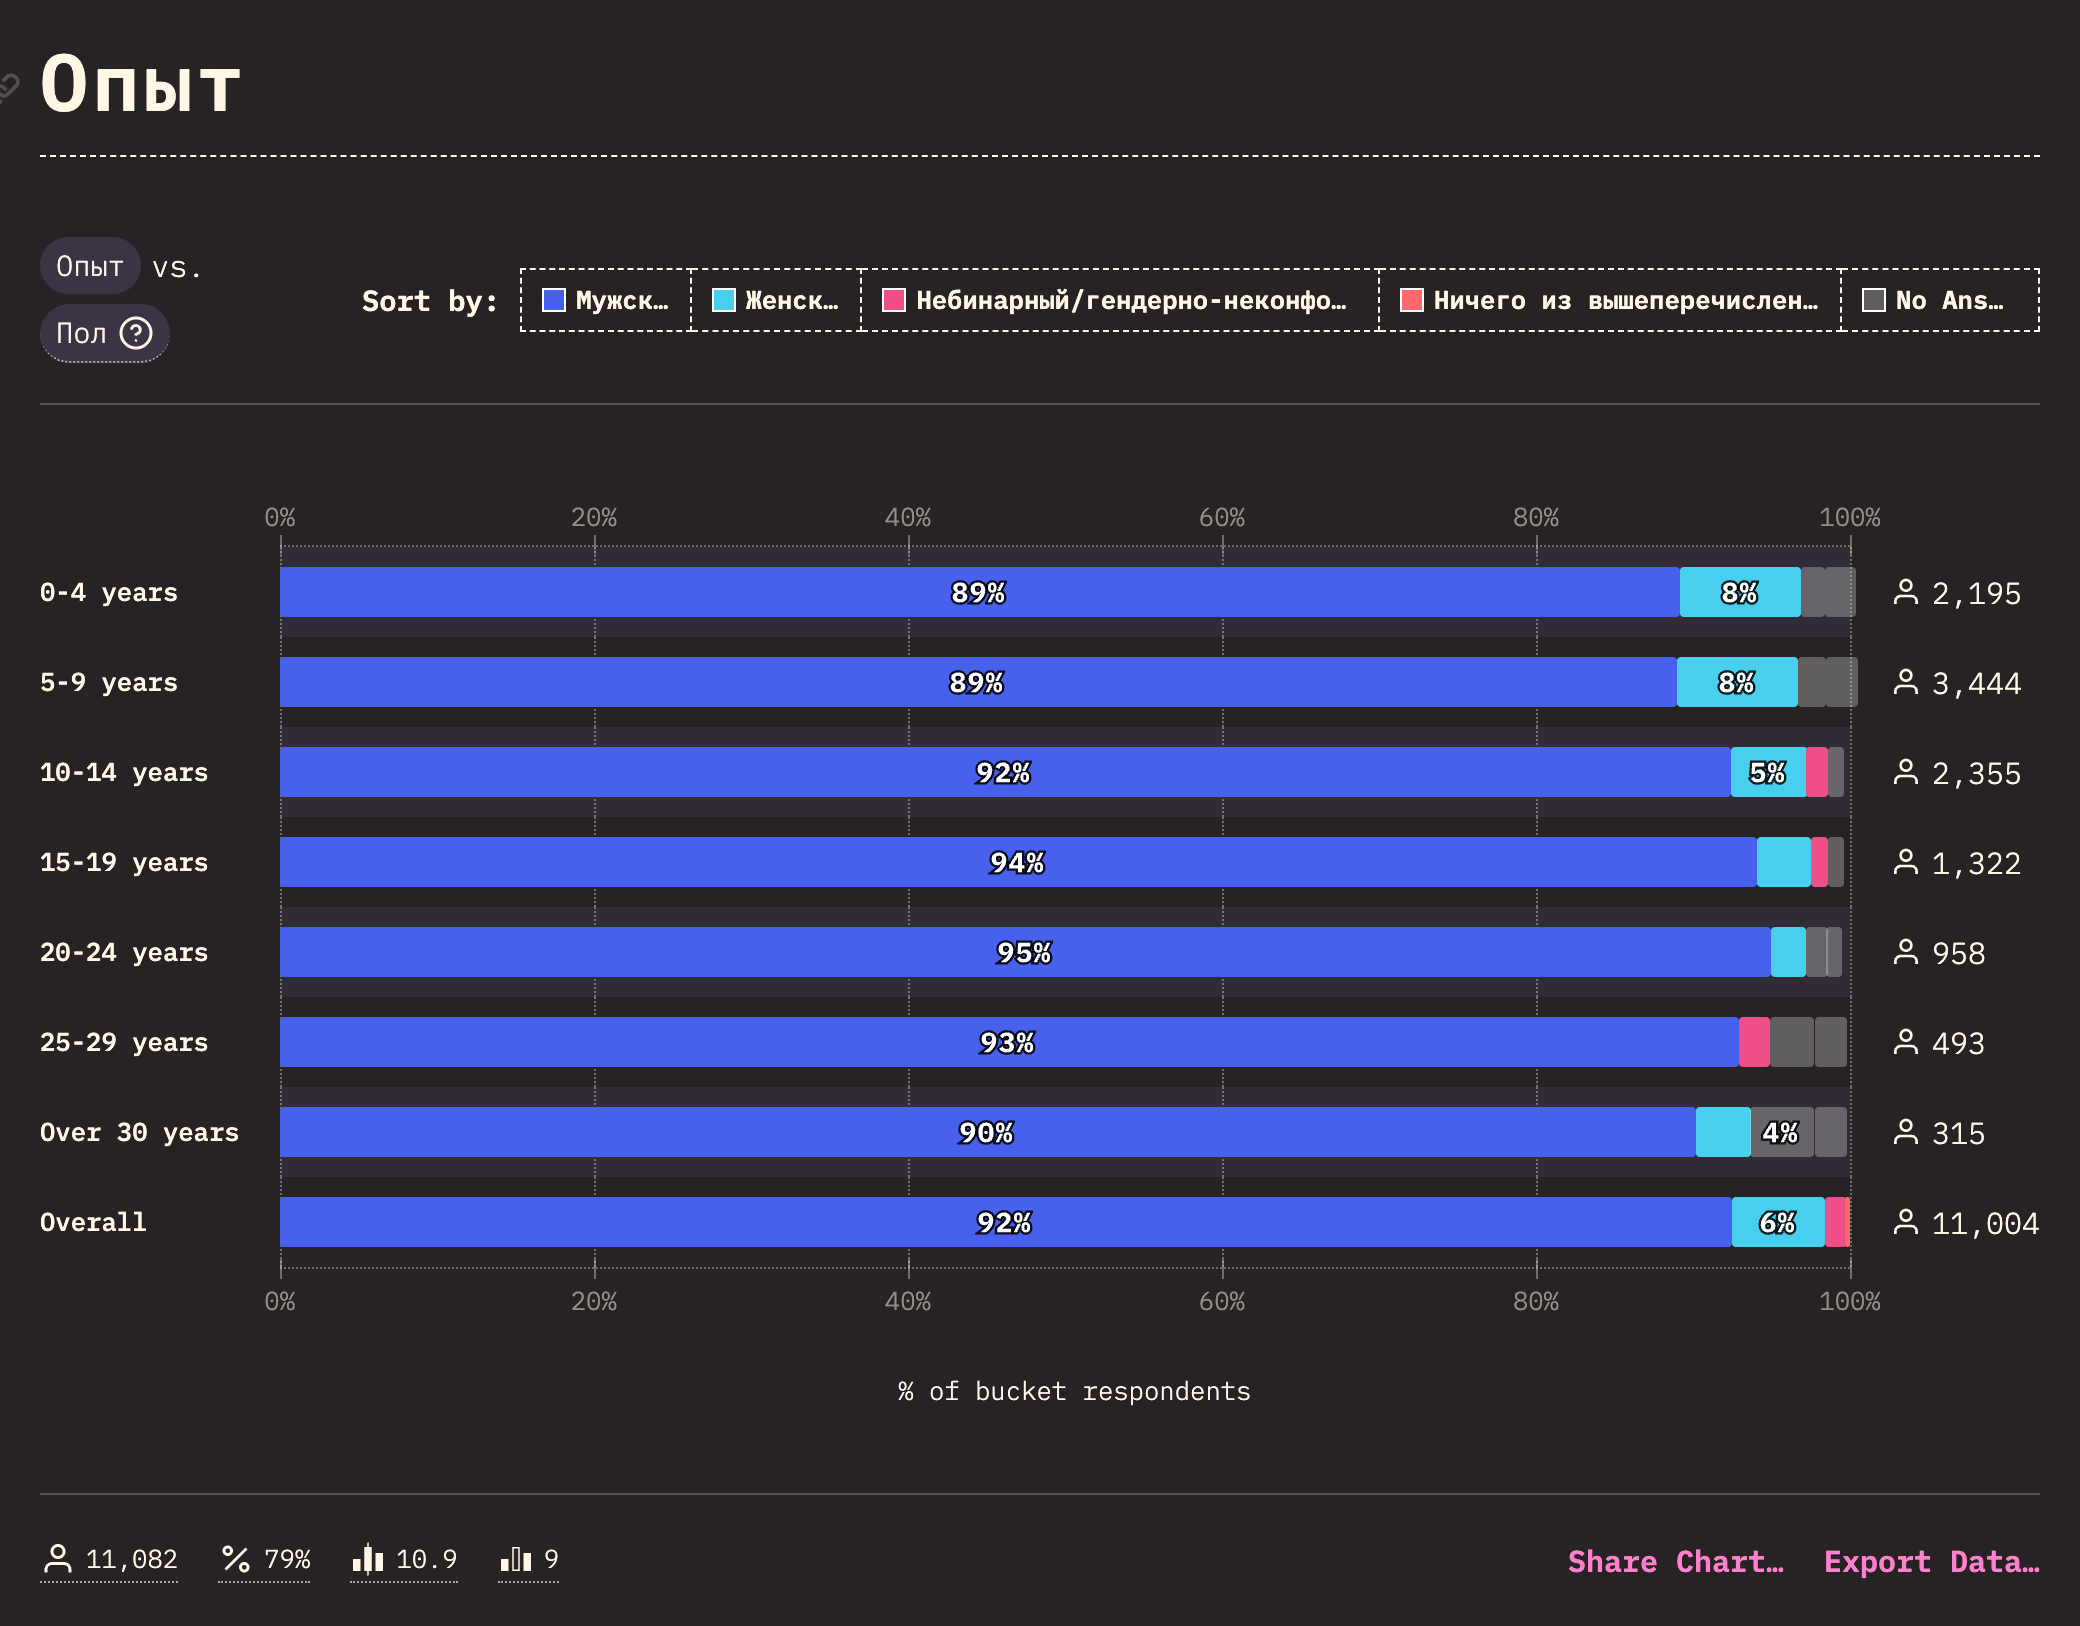 Опыт
Опыт vs.
Пол
Sort by: Мужск… Женск… Небинарный/гендерно-неконфо… Ничего из вышеперечислен… No Ans…
0% 20% 40% 60% 80% 100%
0-4 years 89% 8% 2,195
5-9 years 89% 8% 3,444
10-14 years 92% 5% 2,355
15-19 years 94% 1,322
20-24 years 95% 958
25-29 years 93% 493
Over 30 years 90% 4% 315
Overall 92% 6% 11,004
0% 20% 40% 60% 80% 100%
% of bucket respondents
11,082 79% 10.9 9 Share Chart… Export Data…